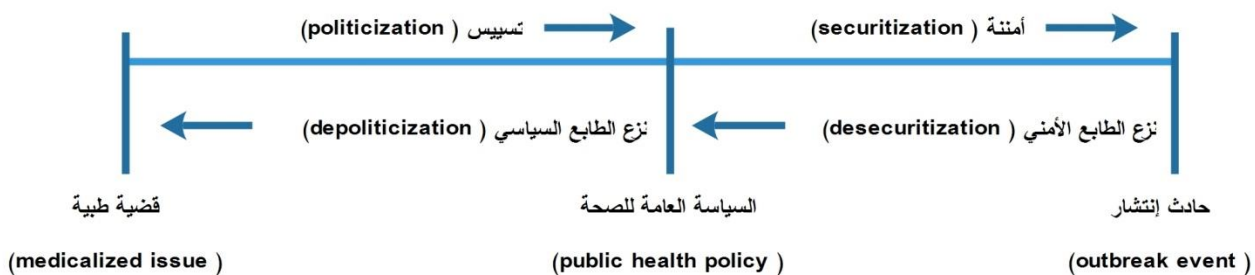 تسييس (politicization)
أمننة (securitization)
نزع الطابع السياسي (depoliticization)
نزع الطابع الأمني (desecuritization)
قضية طبية
السياسة العامة للصحة
حادث إنتشار
(medicalized issue)
(public health policy)
(outbreak event)